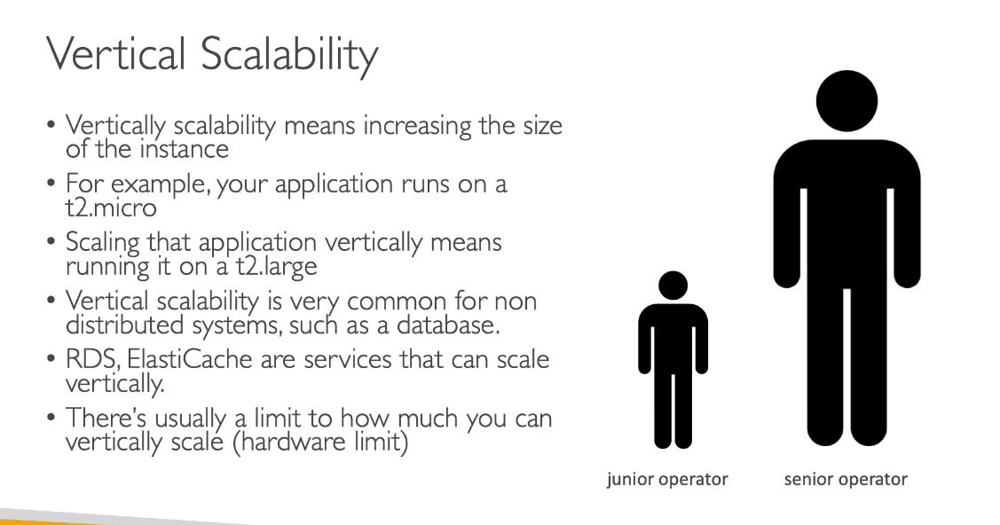 Vertical Scalability
• Vertically scalability means increasing the size
of the instance
• For example, your application runs on a
t2.micro
• Scaling that application vertically means
running it on a t2.large
• Vertical scalability is very common for non
distributed systems, such as a database.
• RDS, ElastiCache are services that can scale
vertically.
• There's usually a limit to how much you can
vertically scale (hardware limit)
junior operator
senior operator